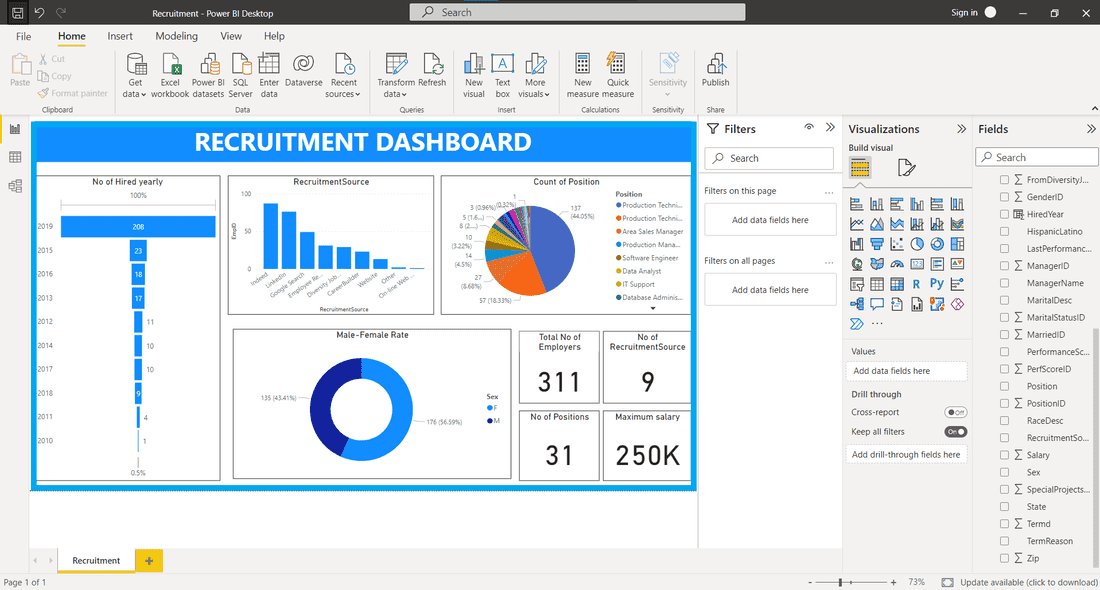 Recruitment - Power BI Desktop
Search
Sign in
File
Home
Insert
Modeling
View
Help
Paste
Cut
Copy
Format painter
Clipboard
Get data
Excel workbook
Power BI datasets
SQL Server
Enter data
Dataverse
Recent sources
Data
Transform data
Refresh
Queries
New visual
Text box
More visuals
Insert
New measure
Quick measure
Calculations
Sensitivity
Sensitivity
Publish
Share
RECRUITMENT DASHBOARD
No of Hired yearly
100%
2019
208
2015
23
2016
18
2013
17
2012
11
2014
10
2017
10
2018
9
2011
4
2010
1
0.5%
RecruitmentSource
EmpID
100
50
0
Indeed
LinkedIn
Google Search
Employee Re...
Diversity Job...
CareerBuilder
Website
Other
On-line Web...
RecruitmentSource
Count of Position
1
(0.32%)
3 (0.96%)
5 (1.6...
8 (2....
10
(3.22%)
14
(4.5%)
27
(8.68%)
57 (18.33%)
137
(44.05%)
Position
Production Techni...
Production Techni...
Area Sales Manager
Production Mana...
Software Engineer
Data Analyst
IT Support
Database Adminis...
Male-Female Rate
135 (43.41%)
176 (56.59%)
Sex
F
M
Total No of
Employers
311
No of
RecruitmentSource
9
No of Positions
31
Maximum salary
250K
Filters
Search
Filters on this page
...
Add data fields here
Filters on all pages
...
Add data fields here
Visualizations
Build visual
R
Py
...
Values
Add data fields here
Drill through
Cross-report
Off
Keep all filters
On
Add drill-through fields here
Fields
Search
FromDiversityJ...
GenderID
HiredYear
HispanicLatino
LastPerformanc...
ManagerID
ManagerName
MaritalDesc
MaritalStatusID
MarriedID
PerformanceSc...
PerfScoreID
Position
PositionID
RaceDesc
RecruitmentSo...
Salary
Sex
SpecialProjects...
State
Termd
TermReason
Zip
Recruitment
+
Page 1 of 1
-
+
73%
Update available (click to download)